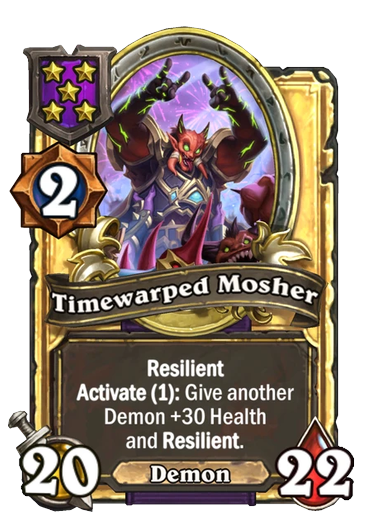 2
Timewarped Mosher
Resilient
Activate (1): Give another
Demon +30 Health
and Resilient.
20
Demon
22